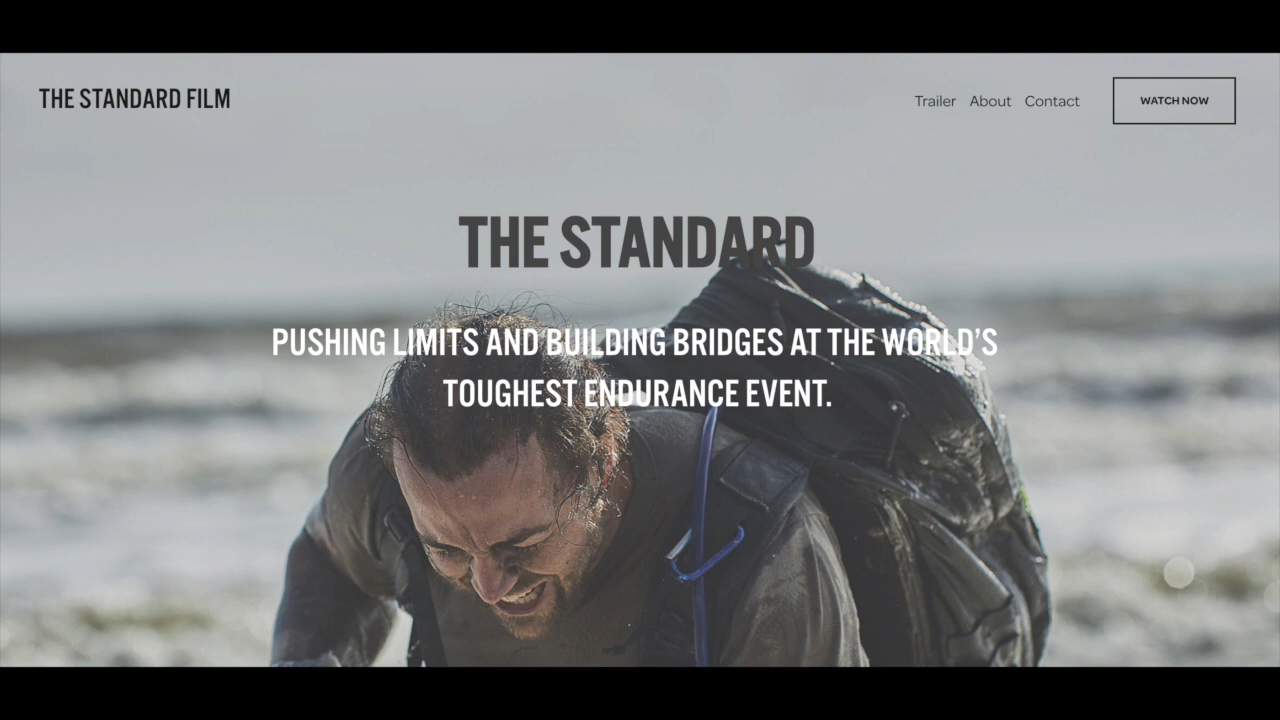 THE STANDARD FILM
Trailer About Contact WATCH NOW
THE STANDARD
PUSHING LIMITS AND BUILDING BRIDGES AT THE WORLD’S
TOUGHEST ENDURANCE EVENT.